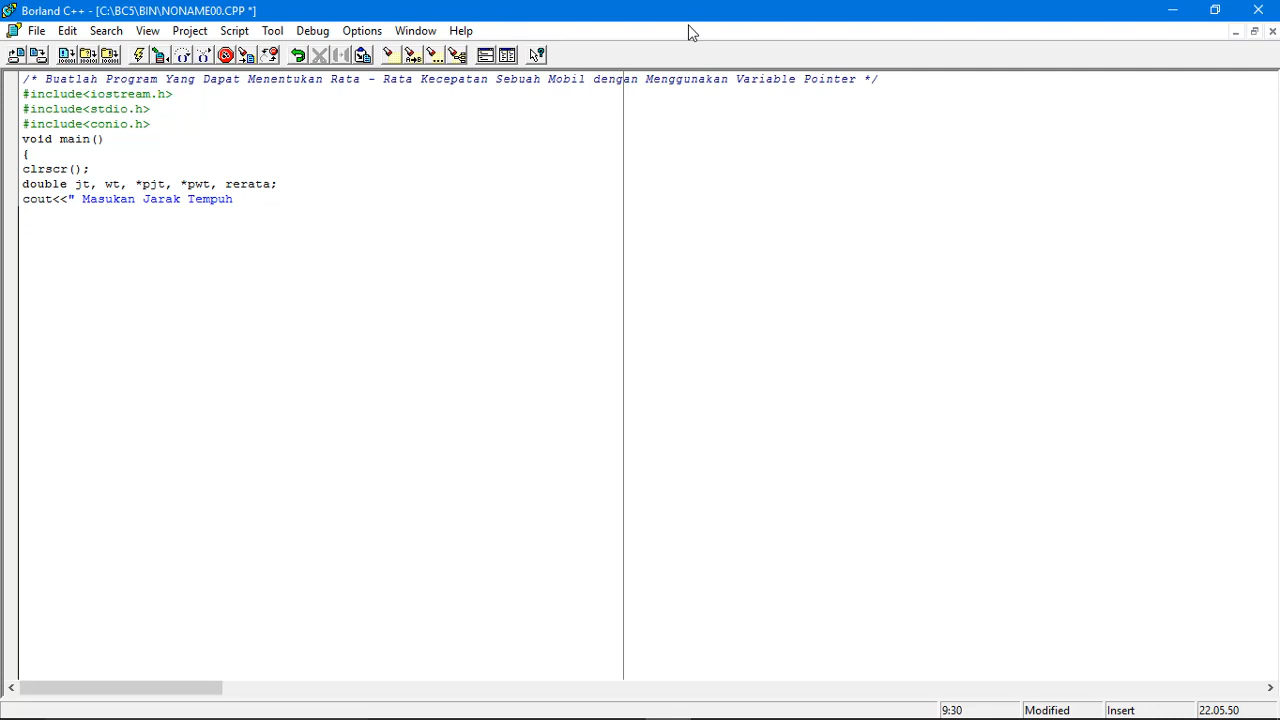 Borland C++ - [C:\BC5\BIN\NONAME00.CPP *]
File Edit Search View Project Script Tool Debug Options Window Help
/* Buatlah Program Yang Dapat Menentukan Rata - Rata Kecepatan Sebuah Mobil dengan Menggunakan Variable Pointer */
#include<iostream.h>
#include<stdio.h>
#include<conio.h>
void main()
{
clrscr();
double jt, wt, *pjt, *pwt, rerata;
cout<<" Masukan Jarak Tempuh
9:30 Modified Insert 22.05.50